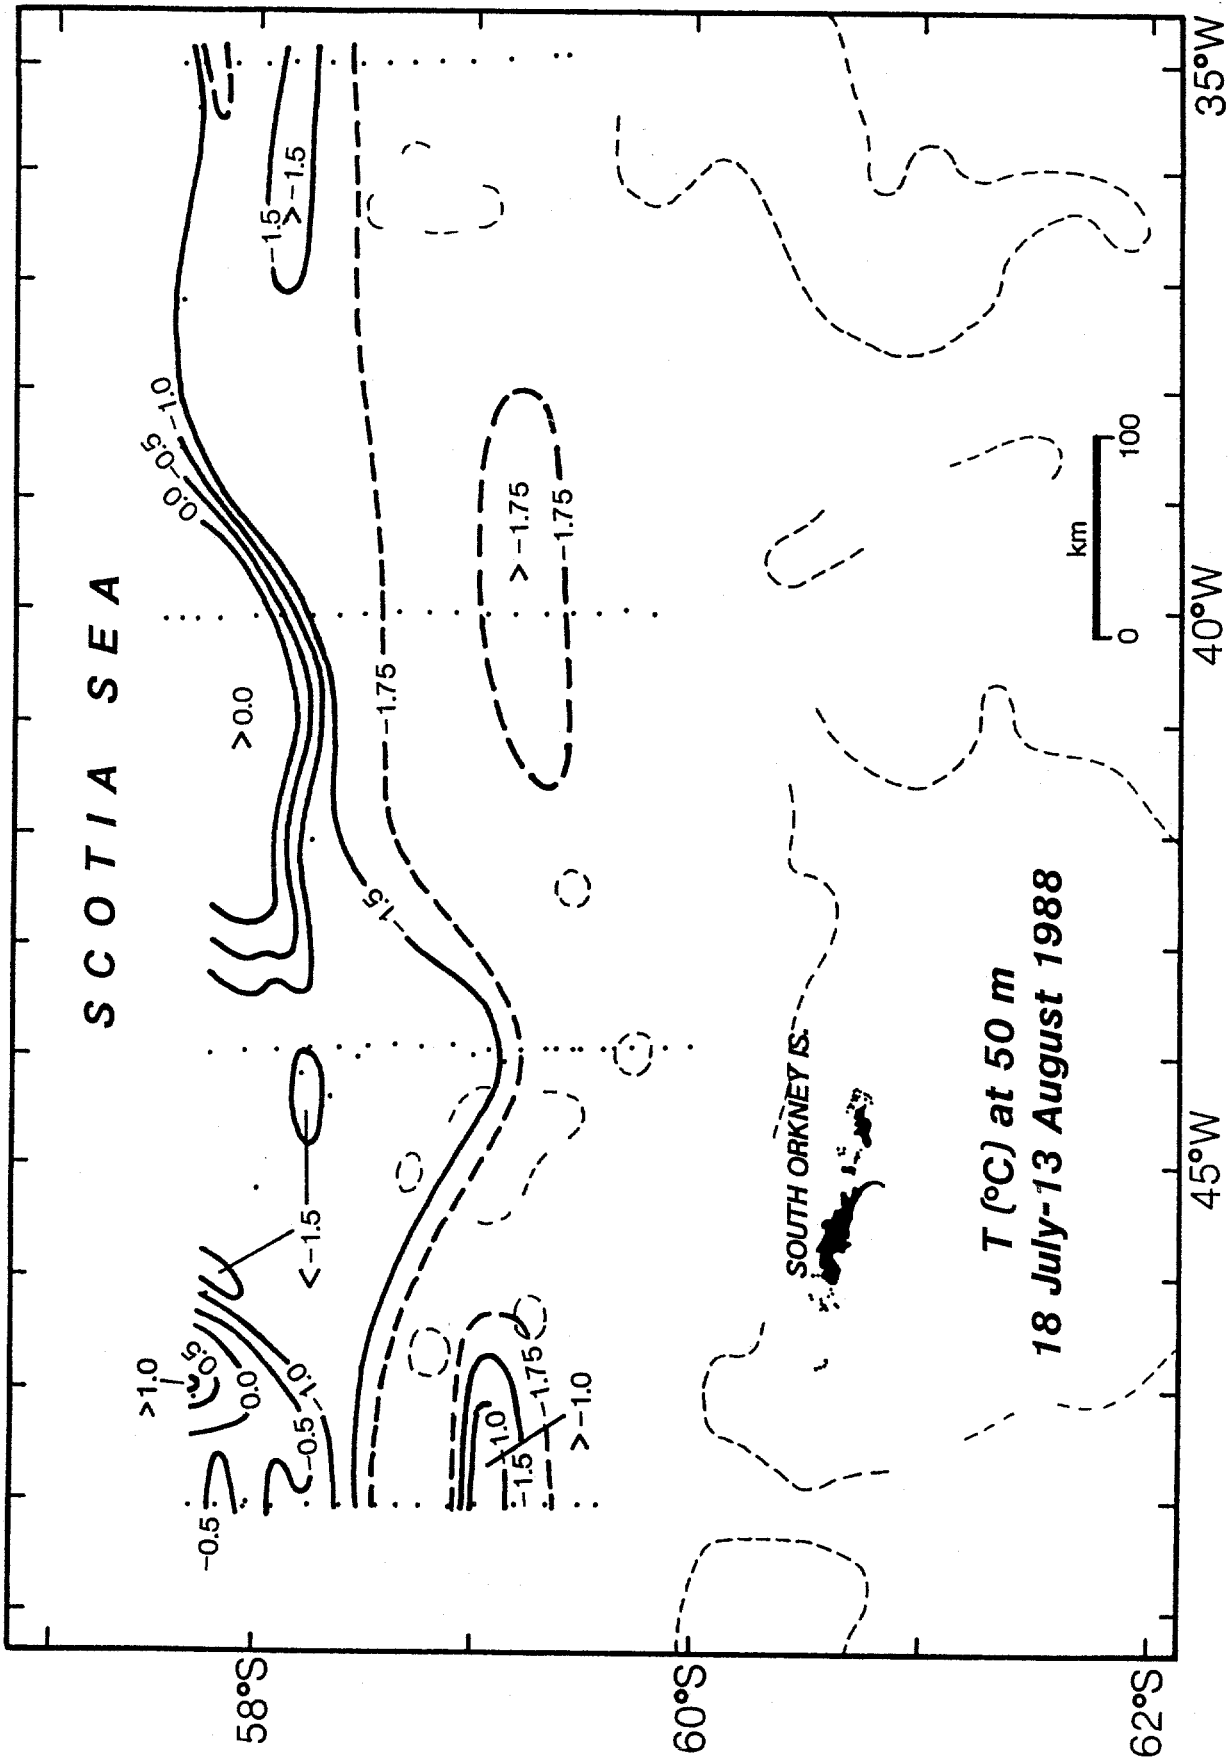 SCOTIA SEA
0.0
−0.5
−1.0
>0.0
−1.5
>−1.5
>1.0
0.5
0.0
−1.0
−0.5
−0.5
<−1.5
−1.5
−1.75
>−1.75
−1.75
−1.0
−1.5
−1.75
>−1.0
SOUTH ORKNEY IS.
T (°C) at 50 m
18 July-13 August 1988
km
0 100
58°S
60°S
62°S
45°W
40°W
35°W